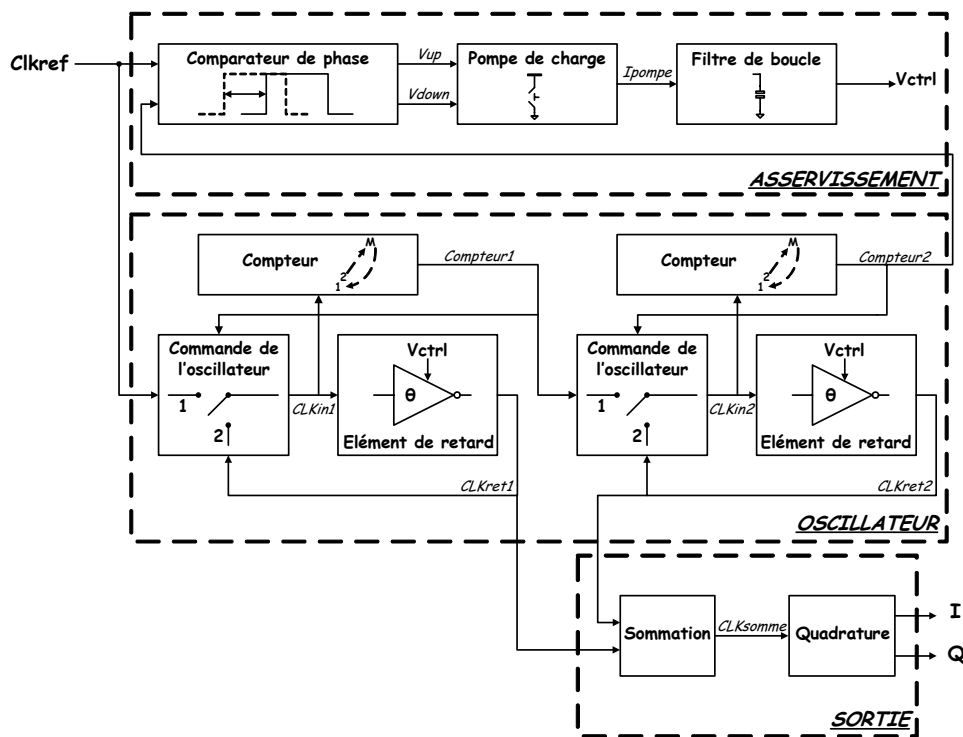 Clkref
Comparateur de phase
Vup
Vdown
Pompe de charge
Ipompe
Filtre de boucle
Vctrl
ASSERVISSEMENT
Compteur
M
2
1
Compteur1
Compteur
M
2
1
Compteur2
Commande de
l'oscillateur
1
2
CLKin1
Vctrl
θ
Elément de retard
CLKret1
Commande de
l'oscillateur
1
2
CLKin2
Vctrl
θ
Elément de retard
CLKret2
OSCILLATEUR
Sommation
CLKsomme
Quadrature
I
Q
SORTIE